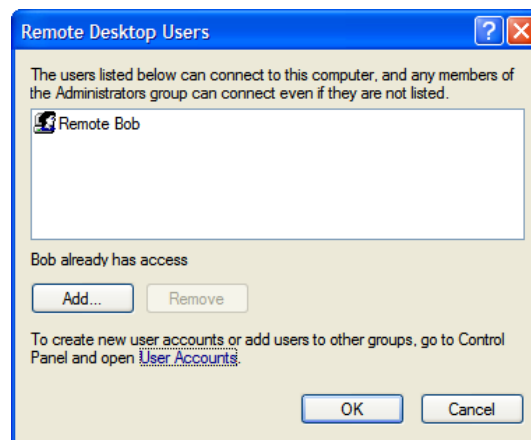 Remote Desktop Users
The users listed below can connect to this computer, and any members of
the Administrators group can connect even if they are not listed.
Remote Bob
Bob already has access
Add... Remove
To create new user accounts or add users to other groups, go to Control
Panel and open User Accounts.
OK Cancel